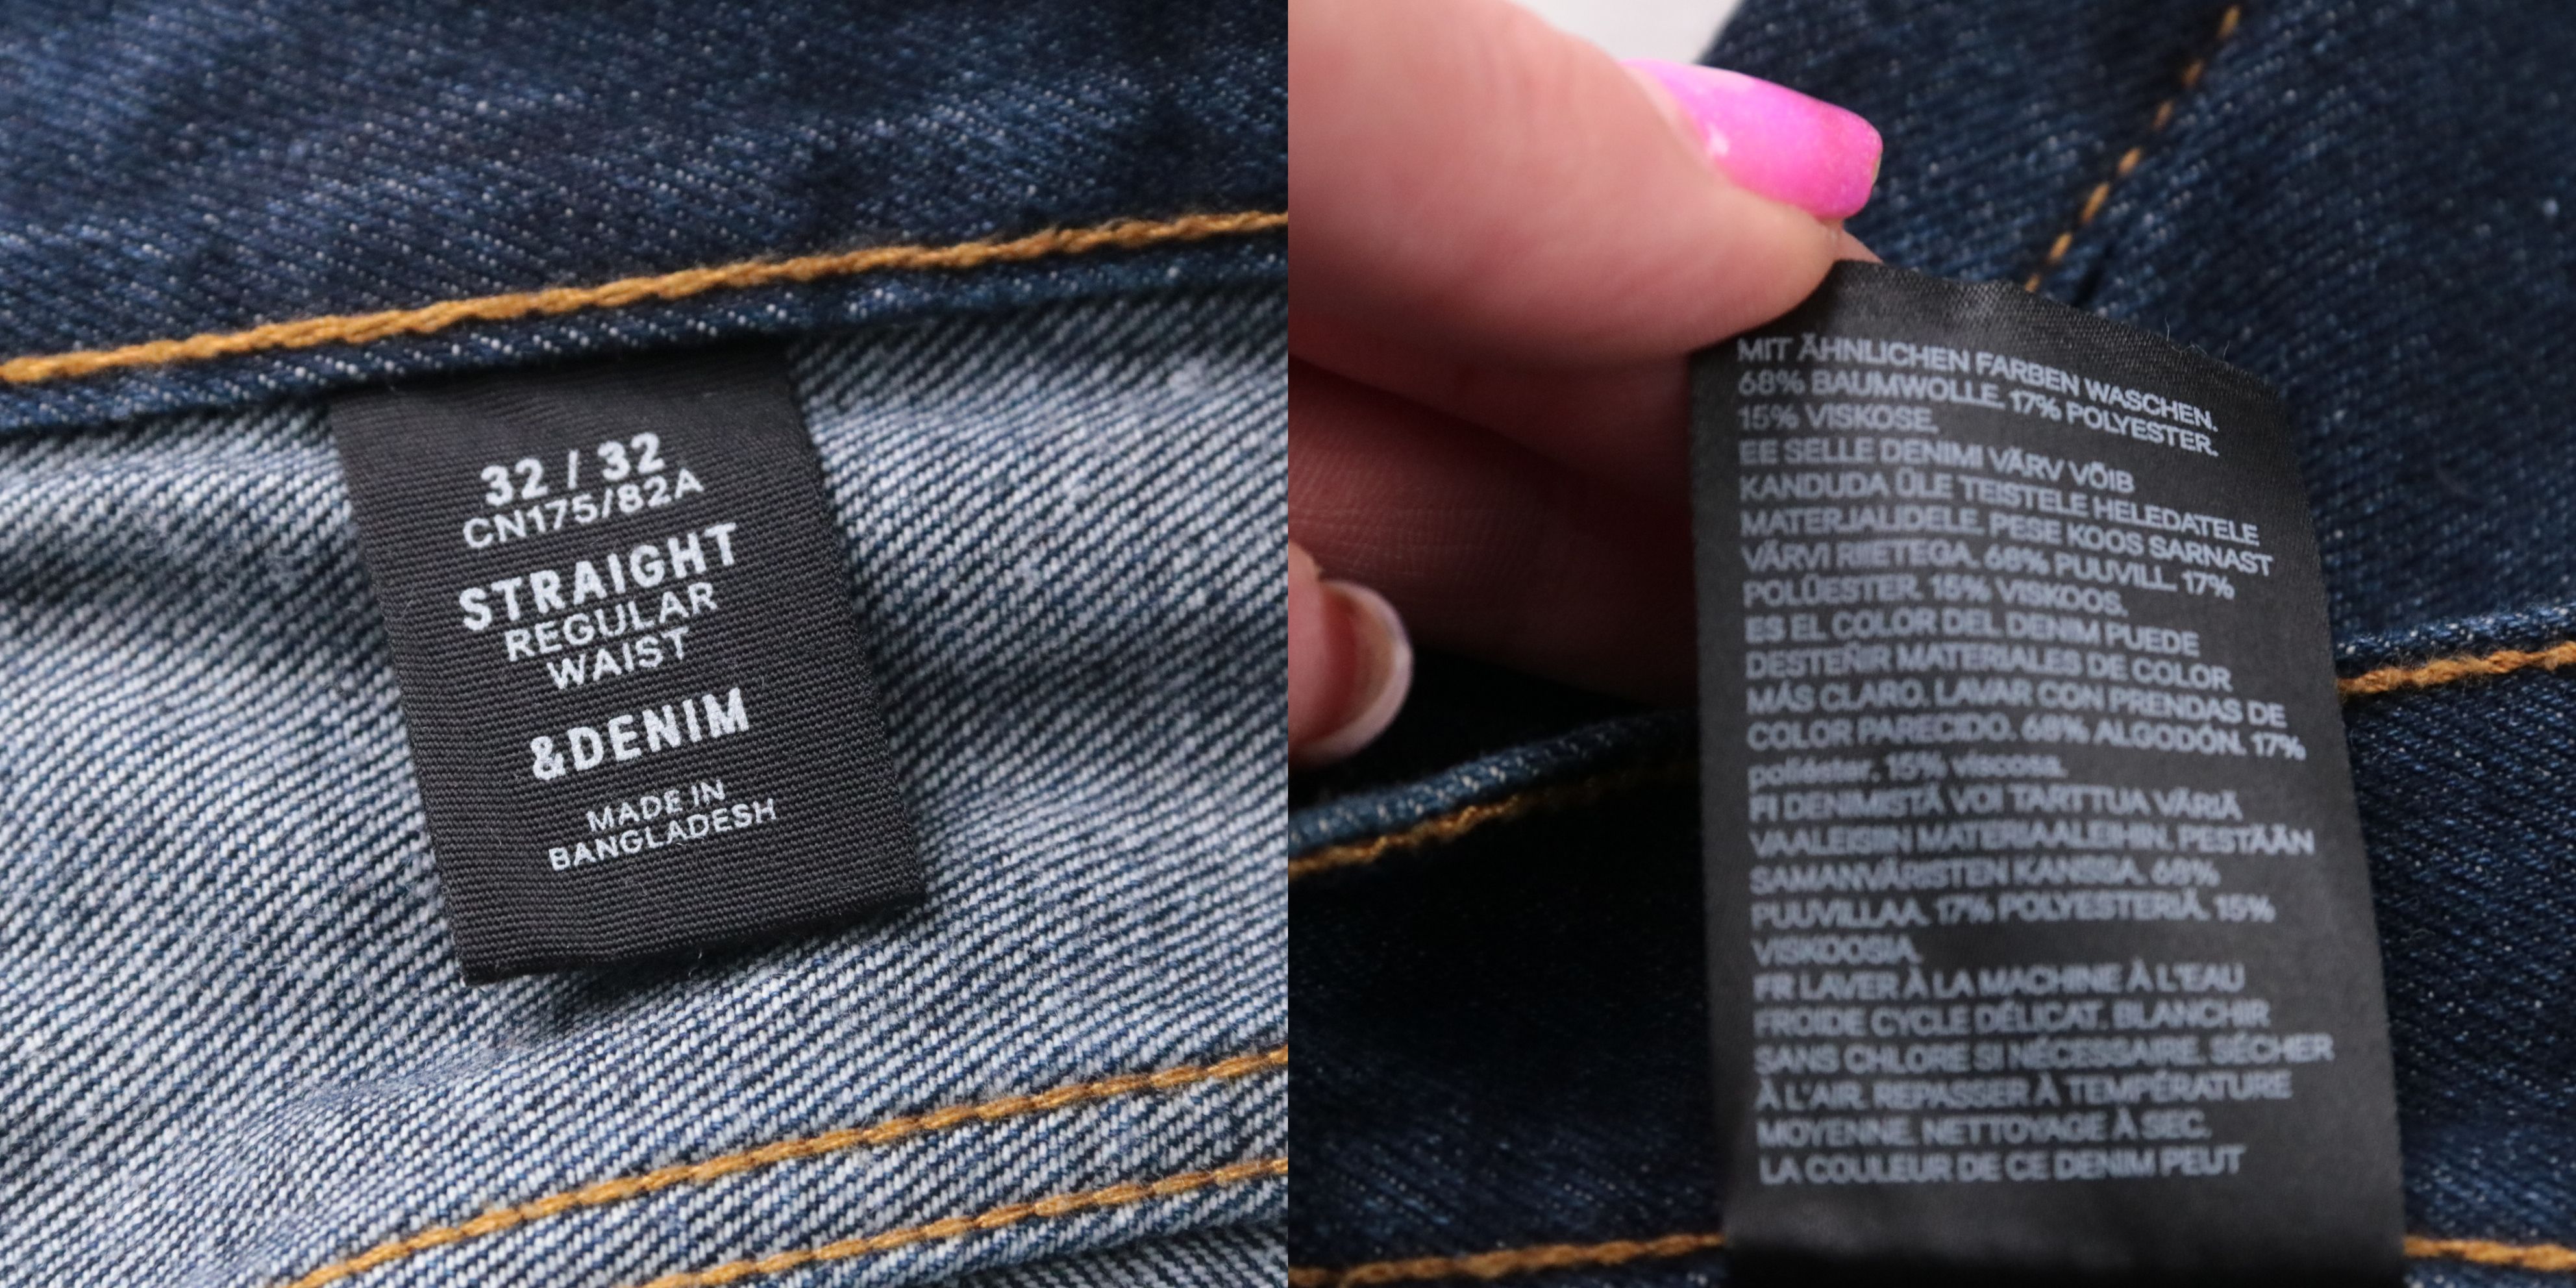 32 / 32
CN175/82A
STRAIGHT
REGULAR
WAIST
&DENIM
MADE IN
BANGLADESH
MIT ÄHNLICHEN FARBEN WASCHEN.
68% BAUMWOLLE. 17% POLYESTER.
15% VISKOSE.
EE SELLE DENIMI VÄRV VÕIB
KANDUDA ÜLE TEISTELE HELEDATELE
MATERJALIDELE. PESE KOOS SARNAST
VÄRVI RIIETEGA. 68% PUUVILL. 17%
POLÜESTER. 15% VISKOOS.
ES EL COLOR DEL DENIM PUEDE
DESTEÑIR MATERIALES DE COLOR
MÁS CLARO. LAVAR CON PRENDAS DE
COLOR PARECIDO. 68% ALGODÓN. 17%
poliéster. 15% viscosa.
FI DENIMISTÄ VOI TARTTUA VÄRIÄ
VAALEISIIN MATERIAALEIHIN. PESTÄÄN
SAMANVÄRISTEN KANSSA. 68%
PUUVILLAA. 17% POLYESTERIÄ. 15%
VISKOOSIA.
FR LAVER À LA MACHINE À L'EAU
FROIDE CYCLE DÉLICAT. BLANCHIR
SANS CHLORE SI NÉCESSAIRE. SÉCHER
À L'AIR. REPASSER À TEMPÉRATURE
MOYENNE. NETTOYAGE À SEC.
LA COULEUR DE CE DENIM PEUT